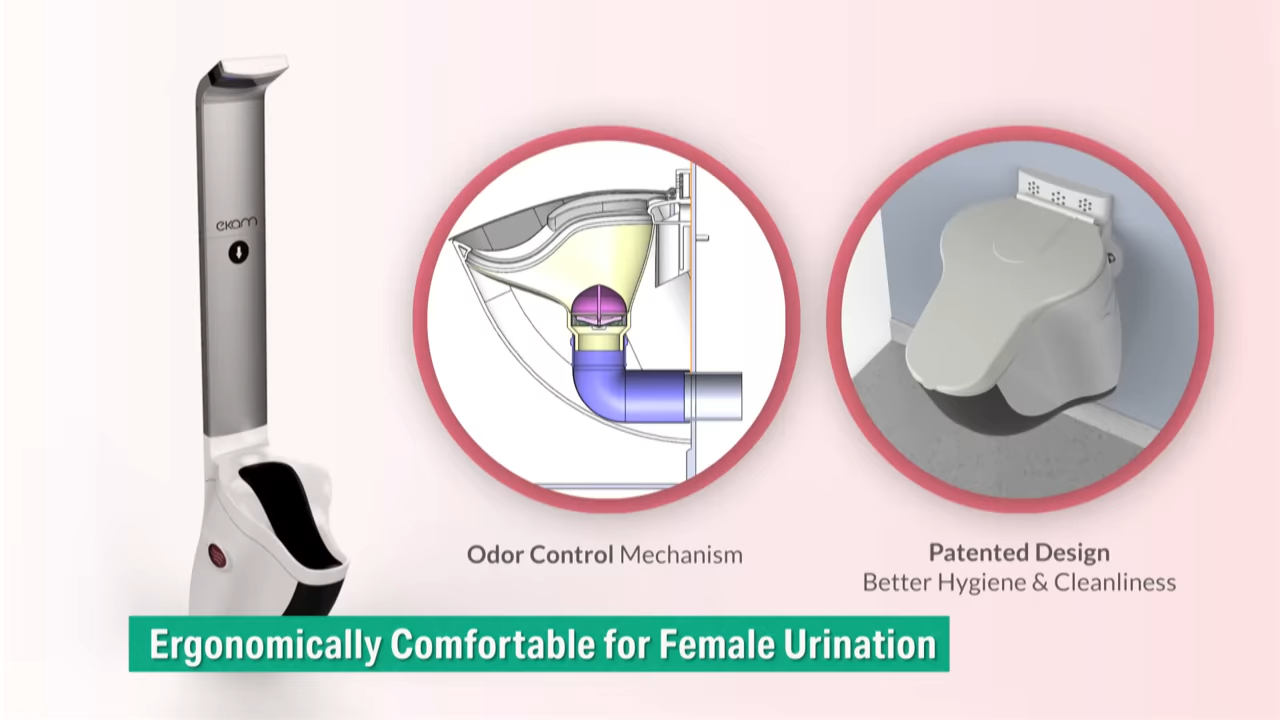 ekam
Odor Control Mechanism
Patented Design
Better Hygiene & Cleanliness
Ergonomically Comfortable for Female Urination